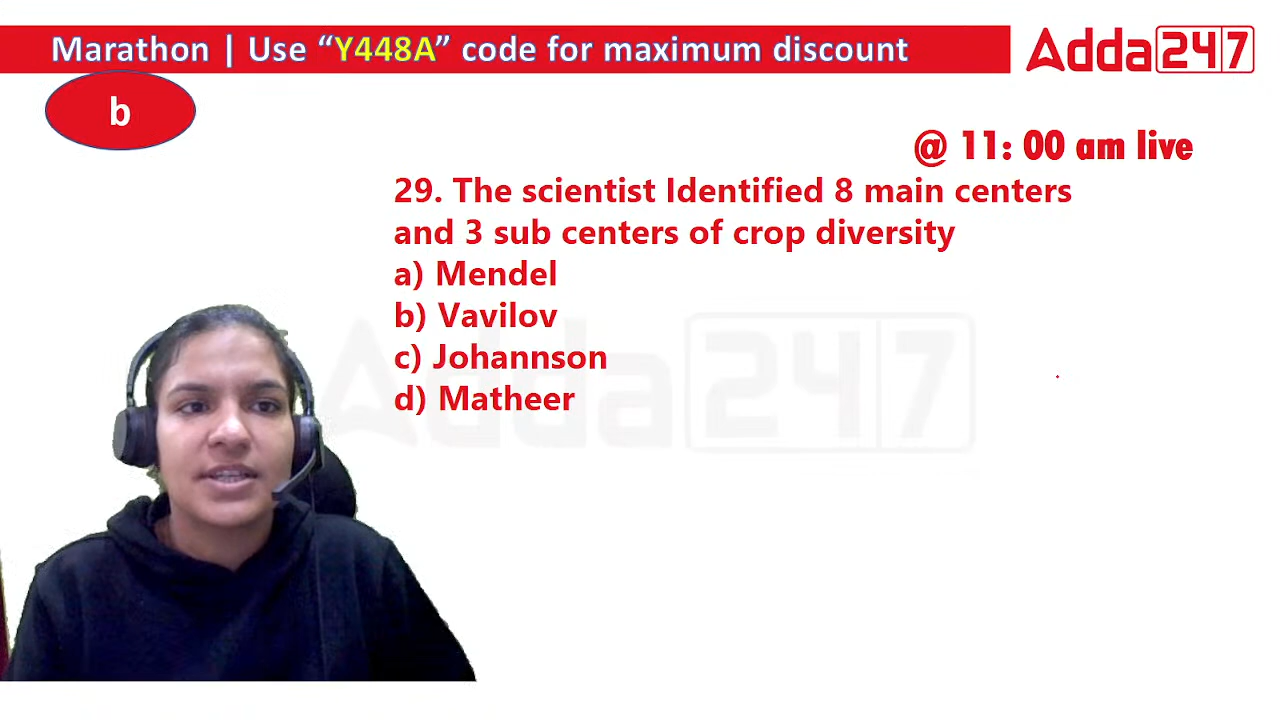 Marathon | Use “Y448A” code for maximum discount
Adda247
b
@ 11: 00 am live
29. The scientist Identified 8 main centers
and 3 sub centers of crop diversity
a) Mendel
b) Vavilov
c) Johannson
d) Matheer
Adda247